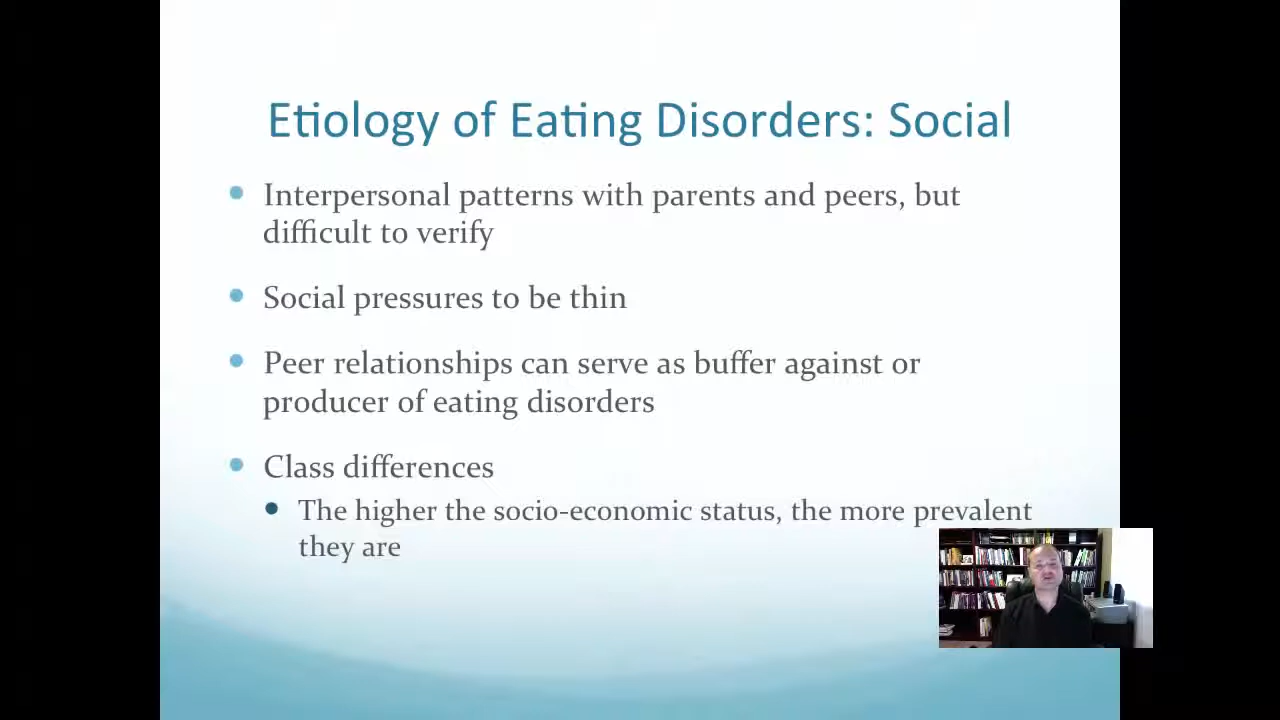 Etiology of Eating Disorders: Social
Interpersonal patterns with parents and peers, but
difficult to verify
Social pressures to be thin
Peer relationships can serve as buffer against or
producer of eating disorders
Class differences
The higher the socio-economic status, the more prevalent
they are